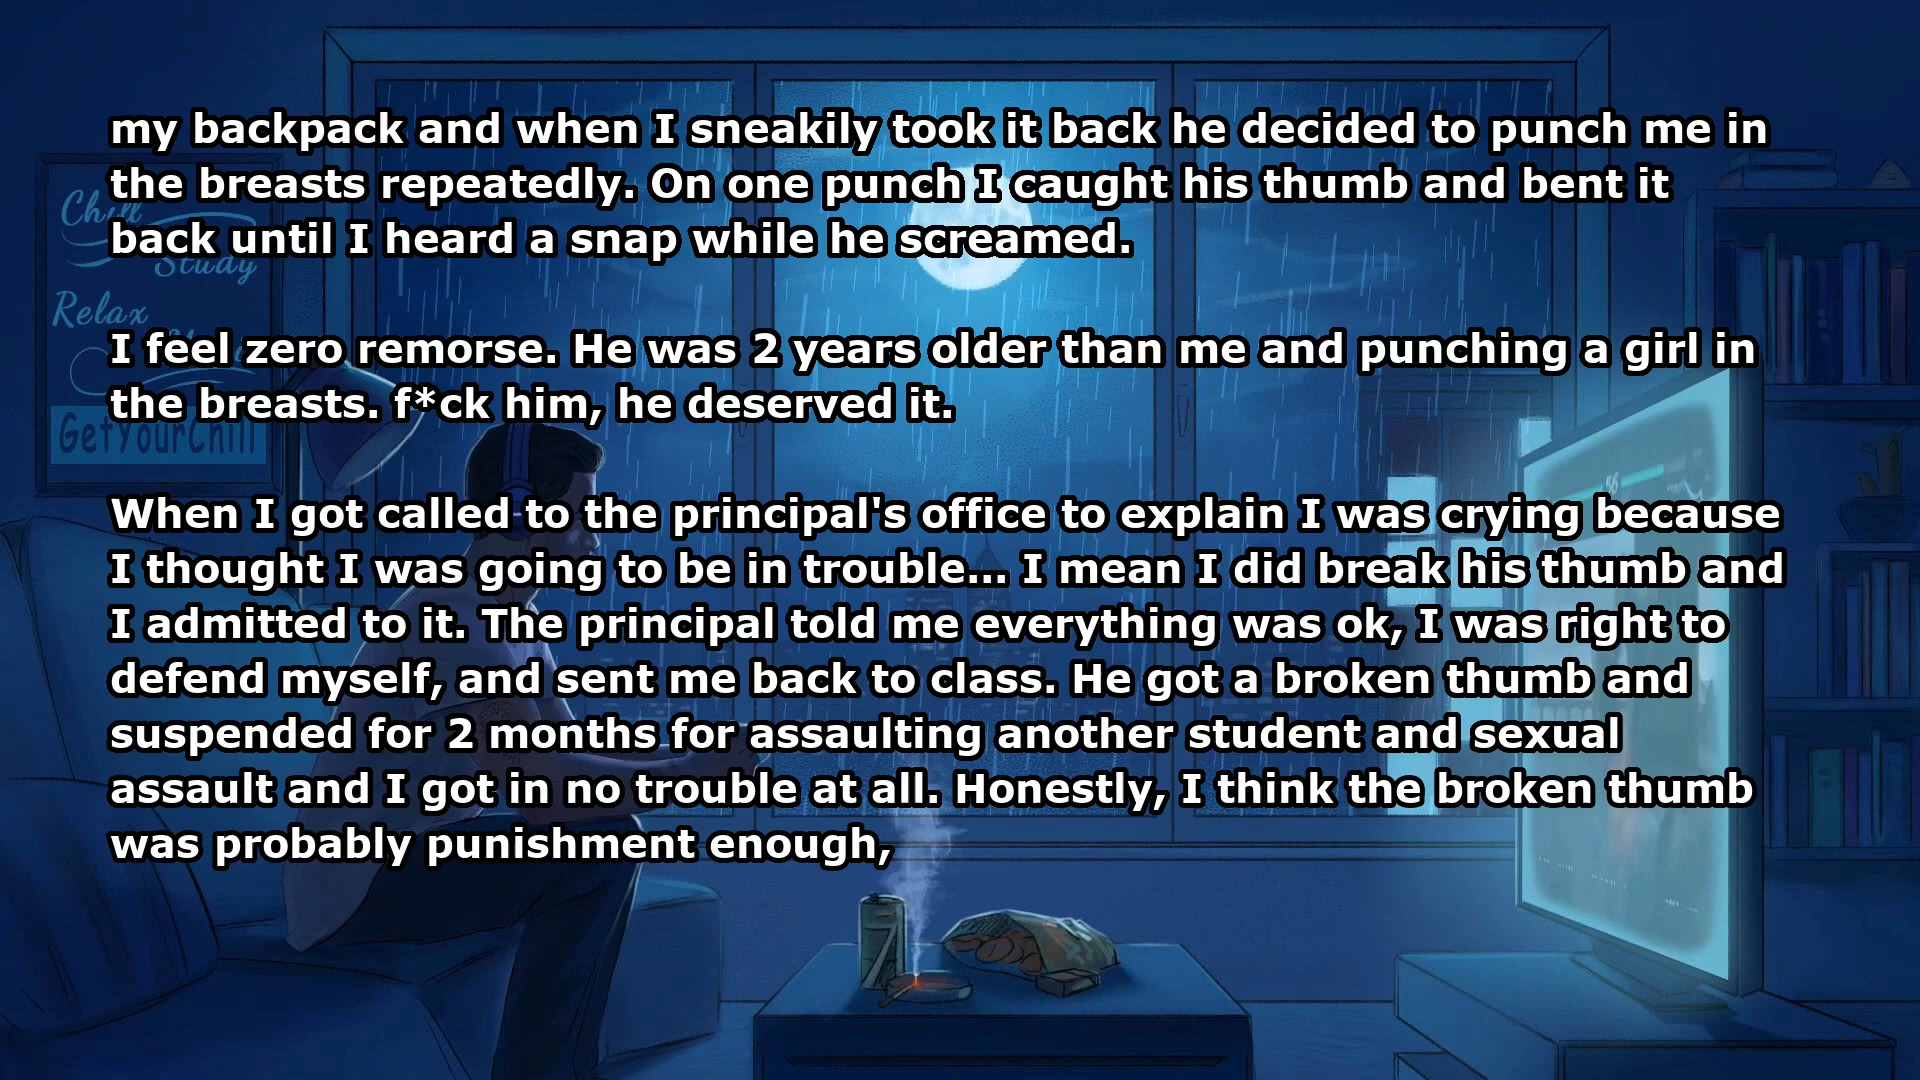 my backpack and when I sneakily took it back he decided to punch me in
the breasts repeatedly. On one punch I caught his thumb and bent it
back until I heard a snap while he screamed.
I feel zero remorse. He was 2 years older than me and punching a girl in
the breasts. f*ck him, he deserved it.
When I got called to the principal's office to explain I was crying because
I thought I was going to be in trouble... I mean I did break his thumb and
I admitted to it. The principal told me everything was ok, I was right to
defend myself, and sent me back to class. He got a broken thumb and
suspended for 2 months for assaulting another student and sexual
assault and I got in no trouble at all. Honestly, I think the broken thumb
was probably punishment enough,
Chill
Study
Relax
GetYourChill